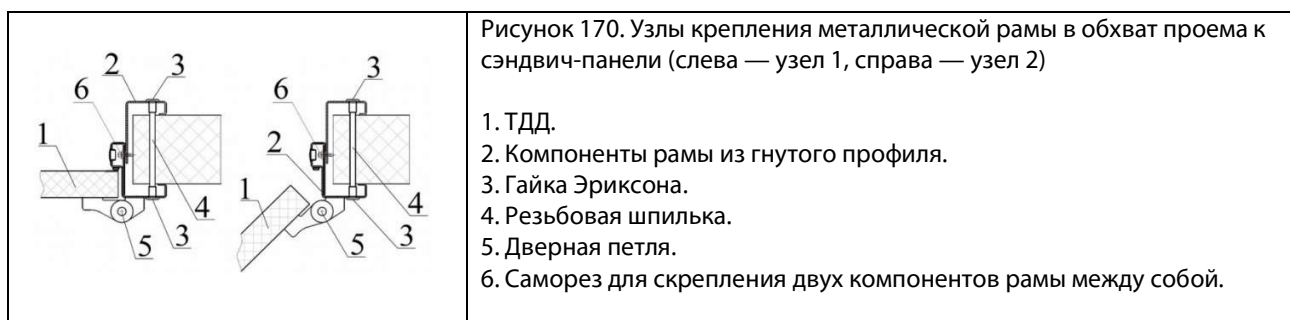 Рисунок 170. Узлы крепления металлической рамы в обхват проема к
сэндвич-панели (слева — узел 1, справа — узел 2)
1. ТДД.
2. Компоненты рамы из гнутого профиля.
3. Гайка Эриксона.
4. Резьбовая шпилька.
5. Дверная петля.
6. Саморез для скрепления двух компонентов рамы между собой.
2 3
6
1
4
5 3
3
6
2
1
4
5 3